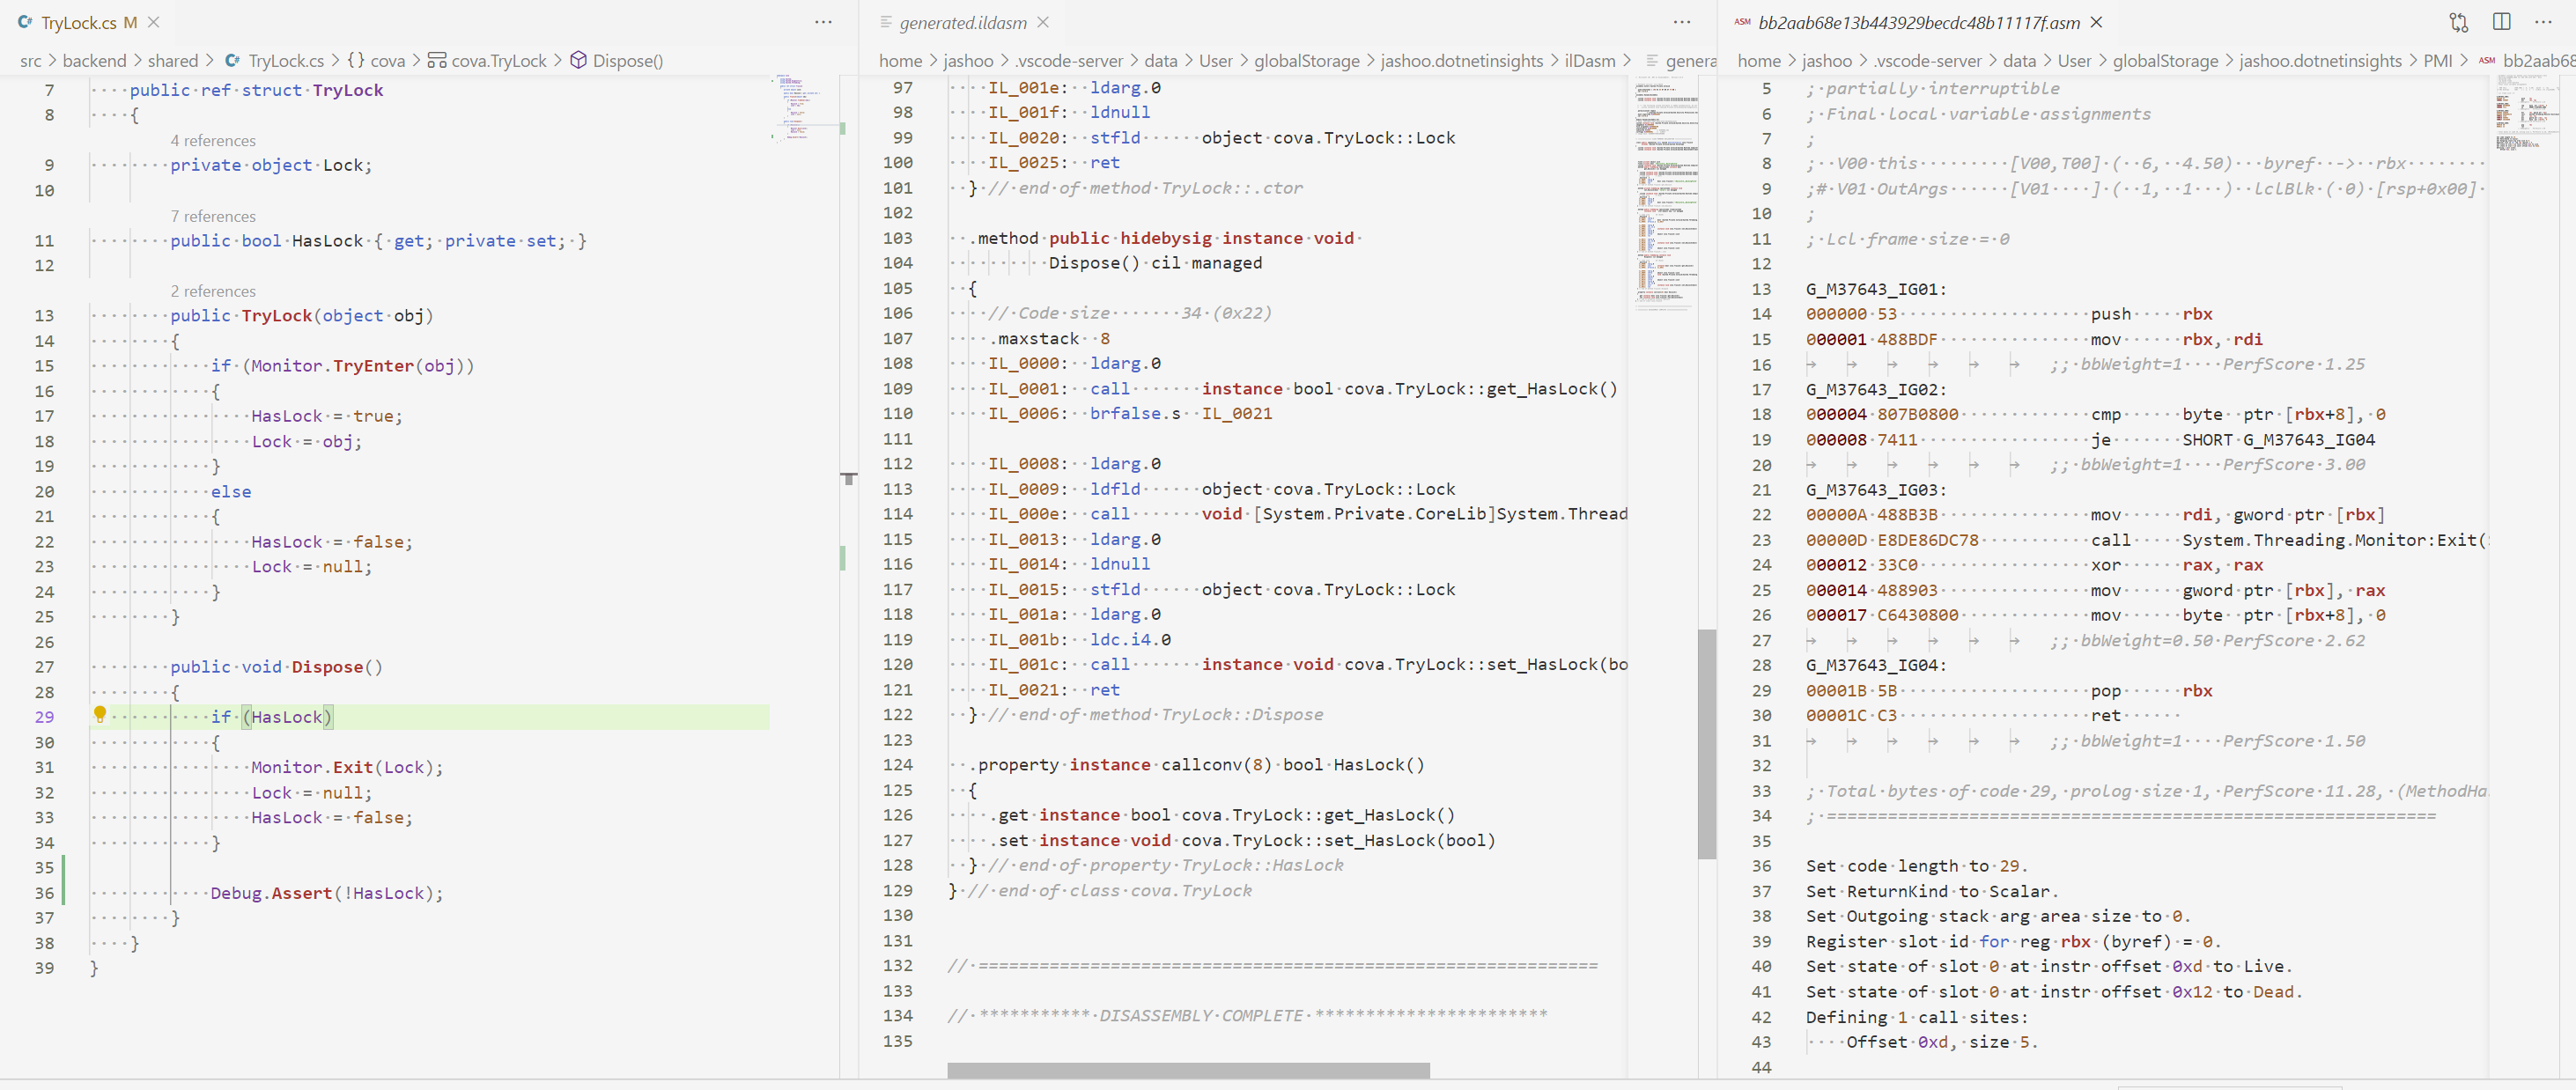 TryLock.cs M
src > backend > shared > TryLock.cs > {} cova > cova.TryLock > Dispose()
7 public ref struct TryLock
8 {
4 references
9 private object Lock;
10
7 references
11 public bool HasLock { get; private set; }
12
2 references
13 public TryLock(object obj)
14 {
15 if (Monitor.TryEnter(obj))
16 {
17 HasLock = true;
18 Lock = obj;
19 }
20 else
21 {
22 HasLock = false;
23 Lock = null;
24 }
25 }
26
27 public void Dispose()
28 {
29 if (HasLock)
30 {
31 Monitor.Exit(Lock);
32 Lock = null;
33 HasLock = false;
34 }
35
36 Debug.Assert(!HasLock);
37 }
38 }
39 }
generated.ildasm
home > jashoo > .vscode-server > data > User > globalStorage > jashoo.dotnetinsights > ilDasm > genera
97 IL_001e: ldarg.0
98 IL_001f: ldnull
99 IL_0020: stfld object cova.TryLock::Lock
100 IL_0025: ret
101 } // end of method TryLock::.ctor
102
103 .method public hidebysig instance void
104 Dispose() cil managed
105 {
106 // Code size 34 (0x22)
107 .maxstack 8
108 IL_0000: ldarg.0
109 IL_0001: call instance bool cova.TryLock::get_HasLock()
110 IL_0006: brfalse.s IL_0021
111
112 IL_0008: ldarg.0
113 IL_0009: ldfld object cova.TryLock::Lock
114 IL_000e: call void [System.Private.CoreLib]System.Thread
115 IL_0013: ldarg.0
116 IL_0014: ldnull
117 IL_0015: stfld object cova.TryLock::Lock
118 IL_001a: ldarg.0
119 IL_001b: ldc.i4.0
120 IL_001c: call instance void cova.TryLock::set_HasLock(bo
121 IL_0021: ret
122 } // end of method TryLock::Dispose
123
124 .property instance callconv(8) bool HasLock()
125 {
126 .get instance bool cova.TryLock::get_HasLock()
127 .set instance void cova.TryLock::set_HasLock(bool)
128 } // end of property TryLock::HasLock
129 } // end of class cova.TryLock
130
131
132 // =============================================================
133
134 // *********** DISASSEMBLY COMPLETE ***********************
135
bb2aab68e13b443929becdc48b11117f.asm
home > jashoo > .vscode-server > data > User > globalStorage > jashoo.dotnetinsights > PMI > bb2aab68
5 ; partially interruptible
6 ; Final local variable assignments
7 ;
8 ; V00 this [V00,T00] ( 6, 4.50) byref -> rbx
9 ;# V01 OutArgs [V01 ] ( 1, 1 ) lclBlk ( 0) [rsp+0x00]
10 ;
11 ; Lcl frame size = 0
12
13 G_M37643_IG01:
14 000000 53 push rbx
15 000001 488BDF mov rbx, rdi
16 ;; bbWeight=1 PerfScore 1.25
17 G_M37643_IG02:
18 000004 807B0800 cmp byte ptr [rbx+8], 0
19 000008 7411 je SHORT G_M37643_IG04
20 ;; bbWeight=1 PerfScore 3.00
21 G_M37643_IG03:
22 00000A 488B3B mov rdi, gword ptr [rbx]
23 00000D E8DE86DC78 call System.Threading.Monitor:Exit(
24 000012 33C0 xor rax, rax
25 000014 488903 mov gword ptr [rbx], rax
26 000017 C6430800 mov byte ptr [rbx+8], 0
27 ;; bbWeight=0.50 PerfScore 2.62
28 G_M37643_IG04:
29 00001B 5B pop rbx
30 00001C C3 ret
31 ;; bbWeight=1 PerfScore 1.50
32
33 ; Total bytes of code 29, prolog size 1, PerfScore 11.28, (MethodHa
34 ; ============================================================
35
36 Set code length to 29.
37 Set ReturnKind to Scalar.
38 Set Outgoing stack arg area size to 0.
39 Register slot id for reg rbx (byref) = 0.
40 Set state of slot 0 at instr offset 0xd to Live.
41 Set state of slot 0 at instr offset 0x12 to Dead.
42 Defining 1 call sites:
43 Offset 0xd, size 5.
44